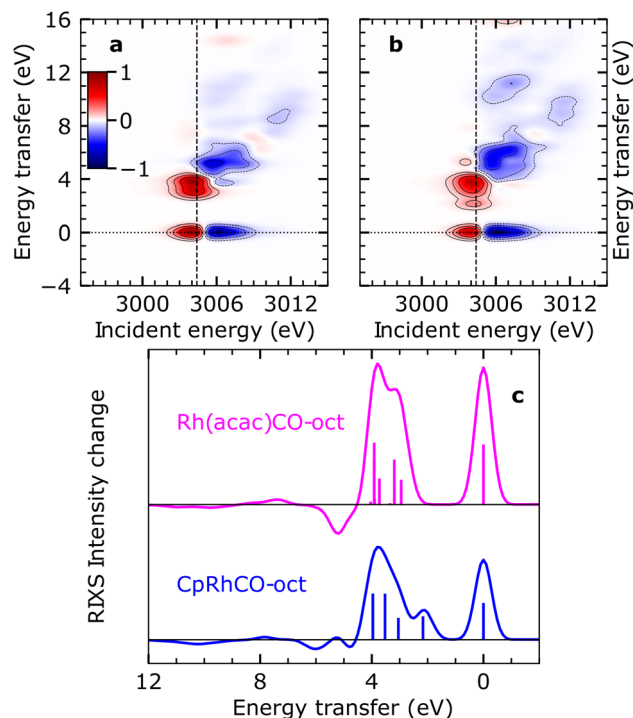 16
12
8
4
0
−4
Energy transfer (eV)
a
1
0
−1
3000 3006 3012
Incident energy (eV)
b
3000 3006 3012
Incident energy (eV)
Energy transfer (eV)
c
Rh(acac)CO-oct
CpRhCO-oct
RIXS Intensity change
12 8 4 0
Energy transfer (eV)